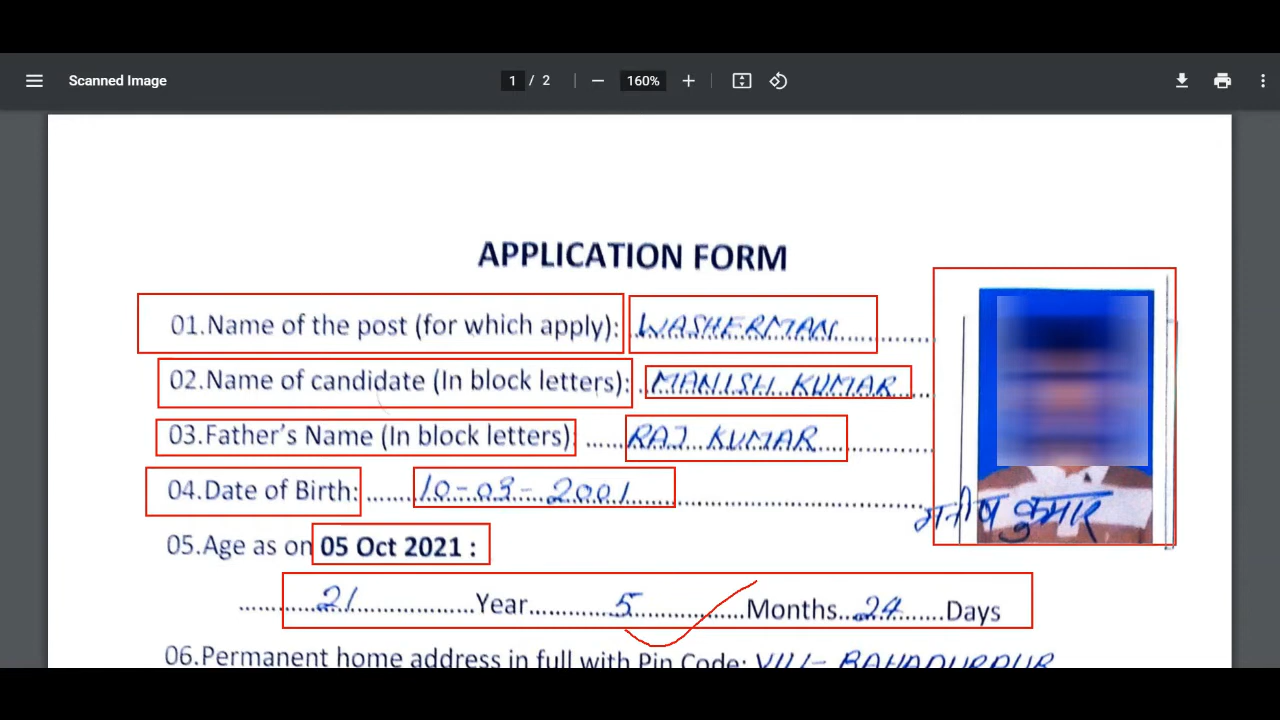 Scanned Image 1 / 2 160%
APPLICATION FORM
01.Name of the post (for which apply): WASHERMAN
02.Name of candidate (In block letters): MANISH KUMAR
03.Father's Name (In block letters): RAJ KUMAR
04.Date of Birth: 10-03-2001
मनीष कुमार
05.Age as on 05 Oct 2021 :
21 Year 5 Months 24 Days
06.Permanent home address in full with Pin Code: VILL- BAHADURPUR